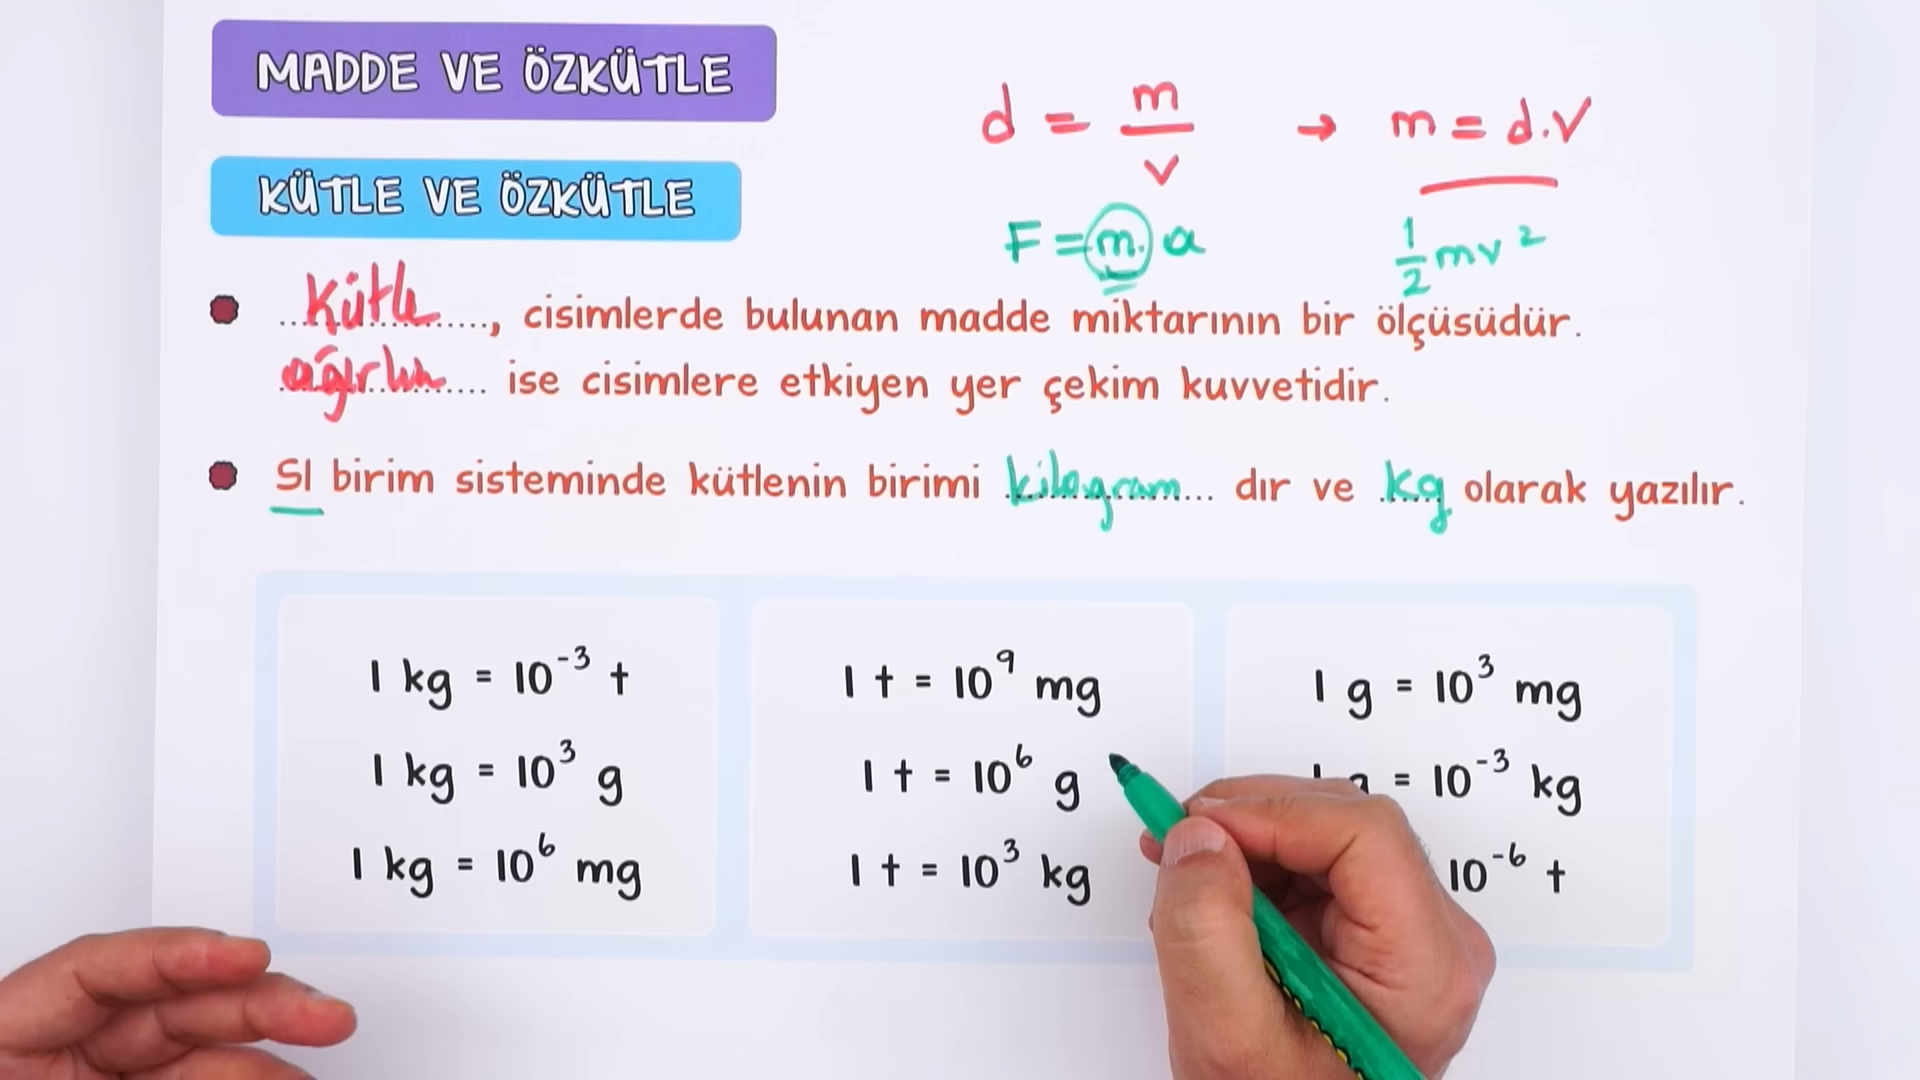 MADDE VE ÖZKÜTLE
d = m/v → m = d.v
KÜTLE VE ÖZKÜTLE
F = m. a
1/2 mv²
Kütle, cisimlerde bulunan madde miktarının bir ölçüsüdür.
ağırlık ise cisimlere etkiyen yer çekim kuvvetidir.
SI birim sisteminde kütlenin birimi kilogram dır ve kg olarak yazılır.
1 kg = 10⁻³ t
1 kg = 10³ g
1 kg = 10⁶ mg
1 t = 10⁹ mg
1 t = 10⁶ g
1 t = 10³ kg
1 g = 10³ mg
= 10⁻³ kg
10⁻⁶ t